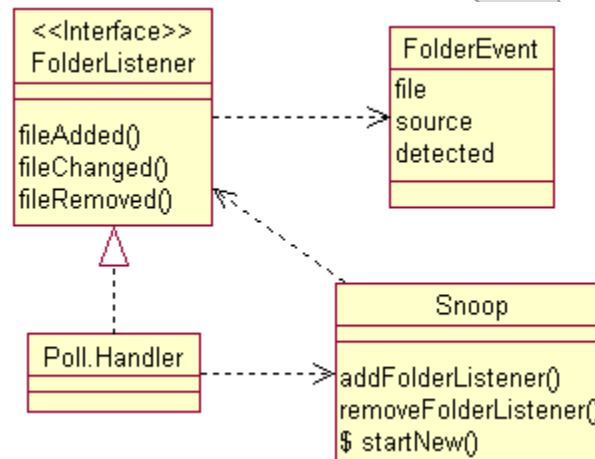 <<Interface>>
FolderListener
fileAdded()
fileChanged()
fileRemoved()
FolderEvent
file
source
detected
Poll.Handler
Snoop
addFolderListener()
removeFolderListener()
$ startNew()